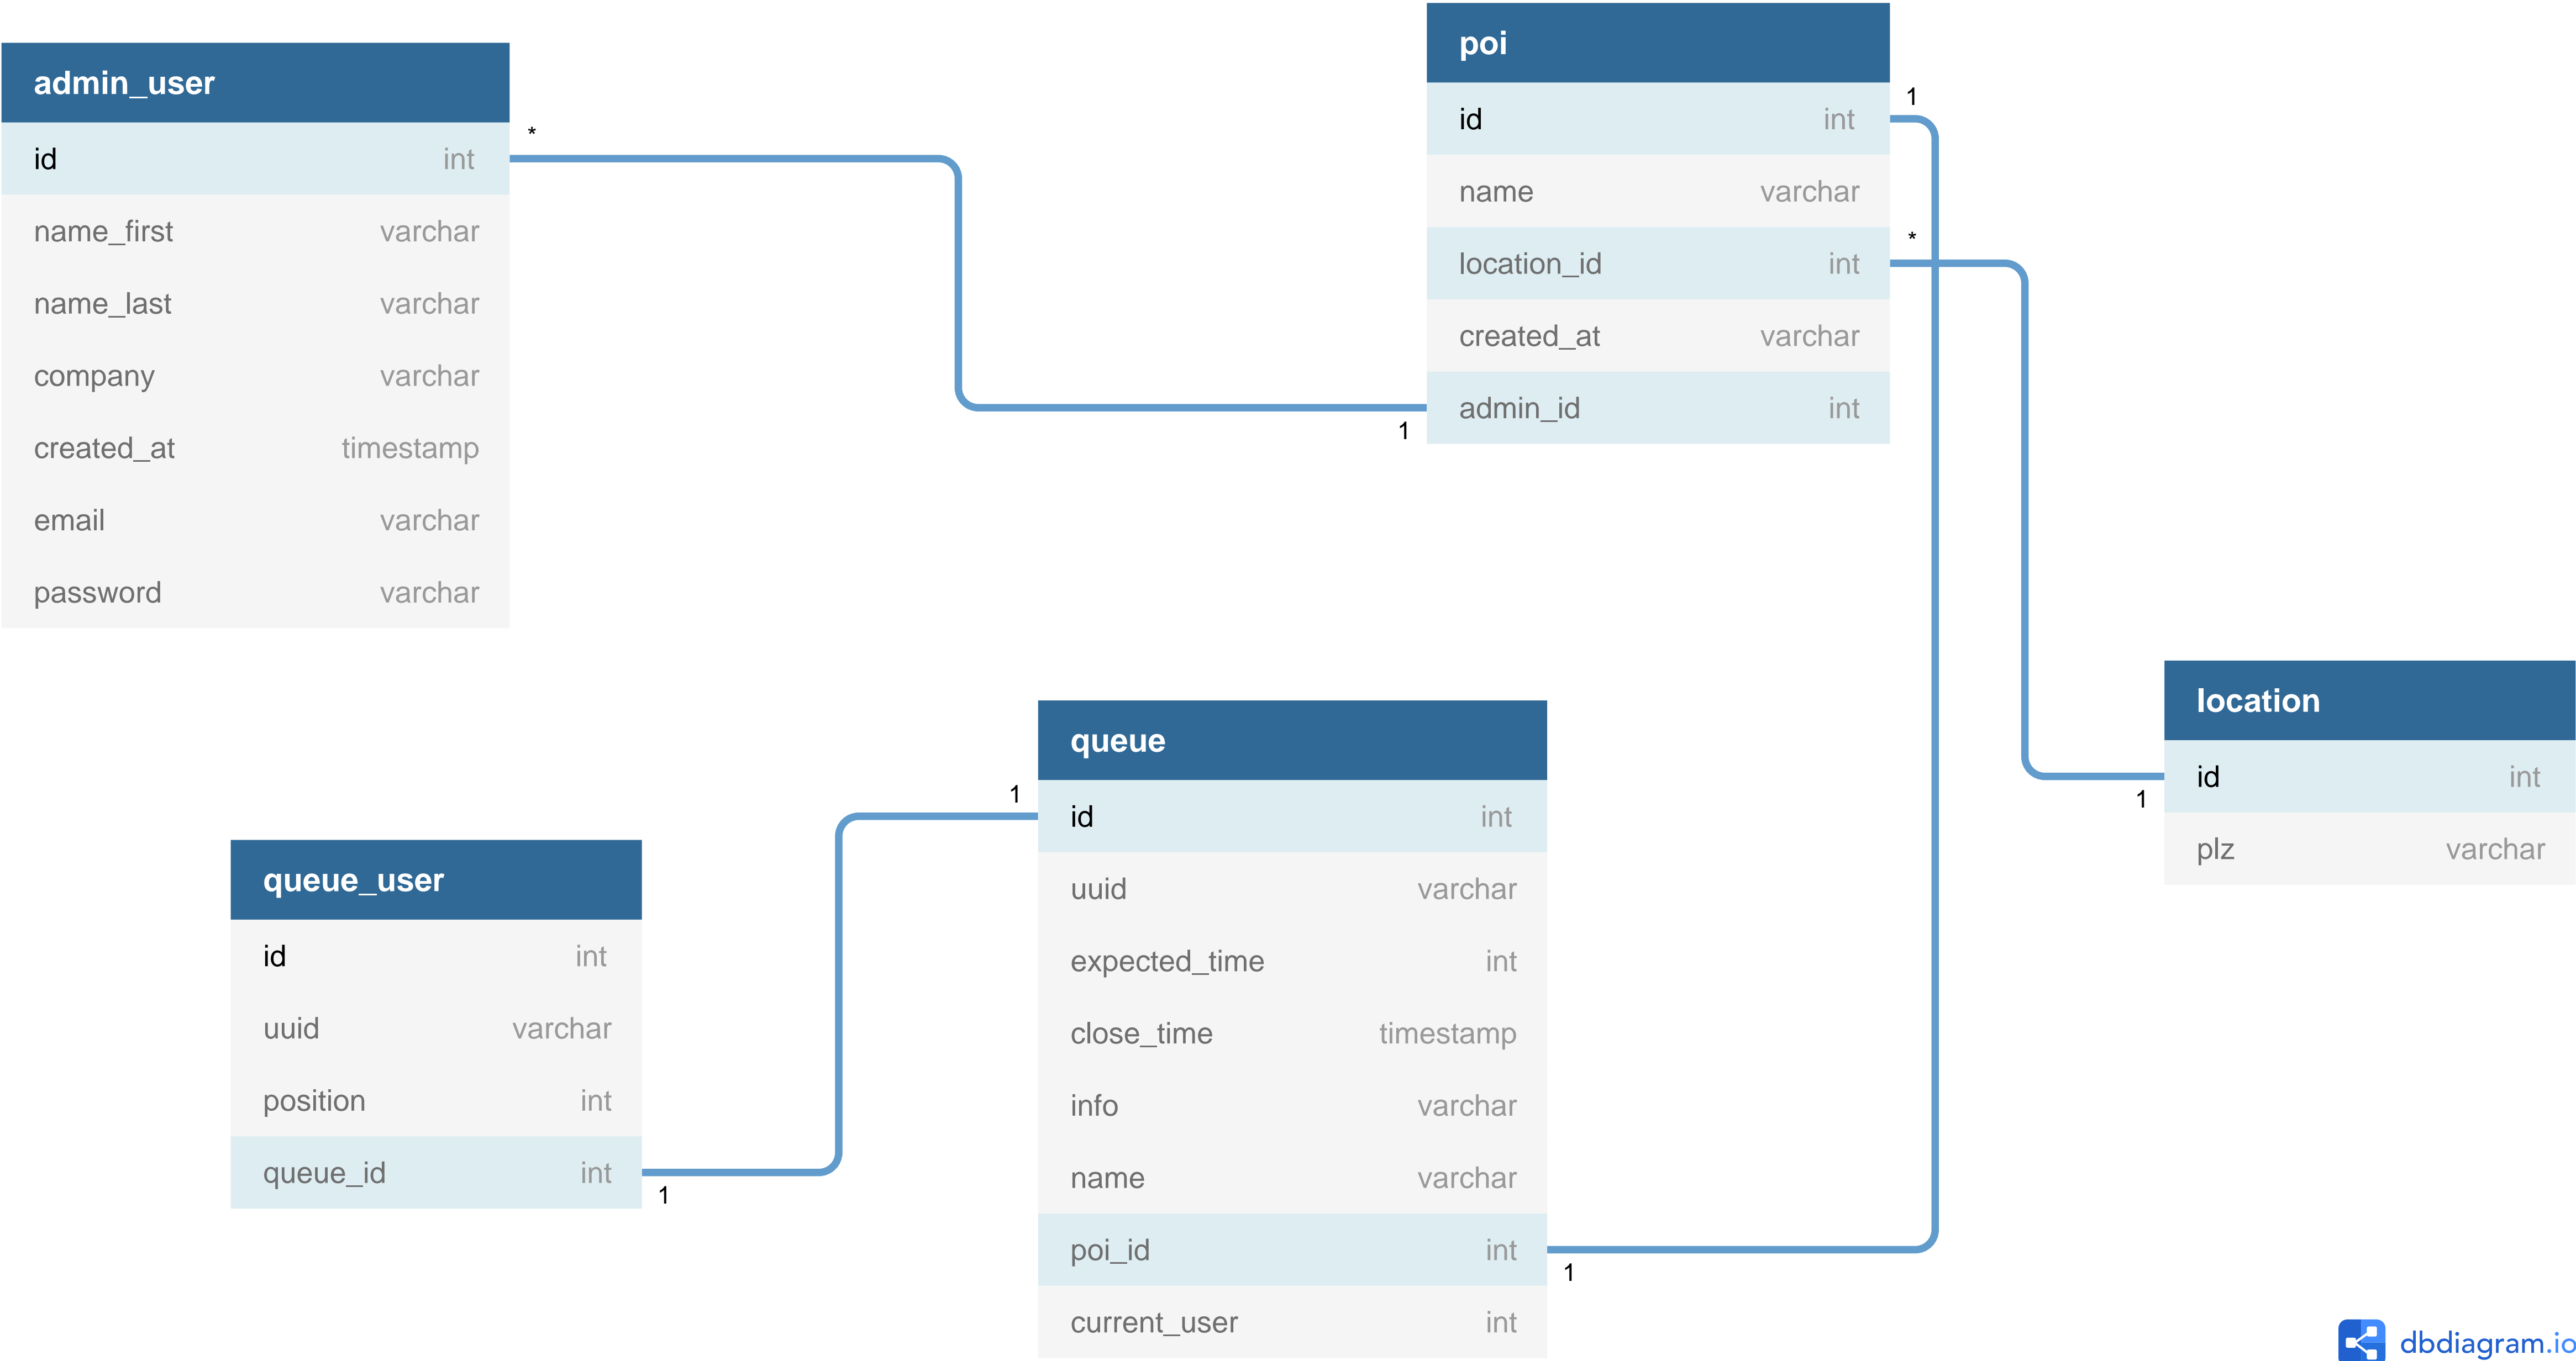 admin_user
id int
name_first varchar
name_last varchar
company varchar
created_at timestamp
email varchar
password varchar
*
1
poi
id int
name varchar
location_id int
created_at varchar
admin_id int
1
*
queue_user
id int
uuid varchar
position int
queue_id int
1
1
queue
id int
uuid varchar
expected_time int
close_time timestamp
info varchar
name varchar
poi_id int
current_user int
1
location
id int
plz varchar
1
dbdiagram.io